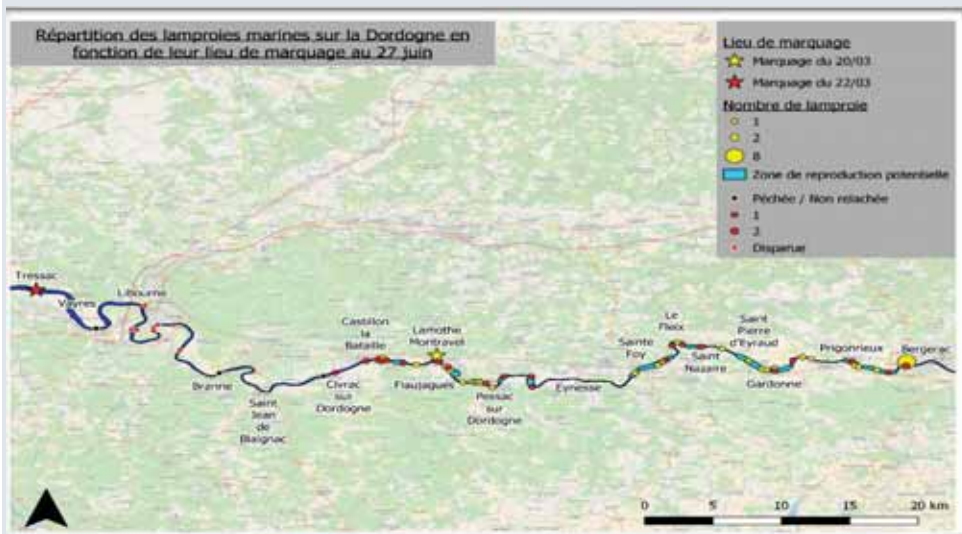 Répartition des lamproies marines sur la Dordogne en
fonction de leur lieu de marquage au 27 juin
Lieu de marquage
Marquage du 20/03
Marquage du 22/03
Nombre de lamproie
1
2
8
Zone de reproduction potentielle
Pêchée / Non relachée
1
2
Disparue
Tressac
Vayres
Libourne
Branne
Saint
Jean
de
Blaignac
Civrac
sur
Dordogne
Castillon
la
Bataille
Lamothe
Montravel
Flaujagues
Pessac
sur
Dordogne
Eynesse
Sainte
Foy
Le
Fleix
Saint
Nazaire
Saint
Pierre
d'Eyraud
Gardonne
Prigonrieux
Bergerac
0 5 10 15 20 km